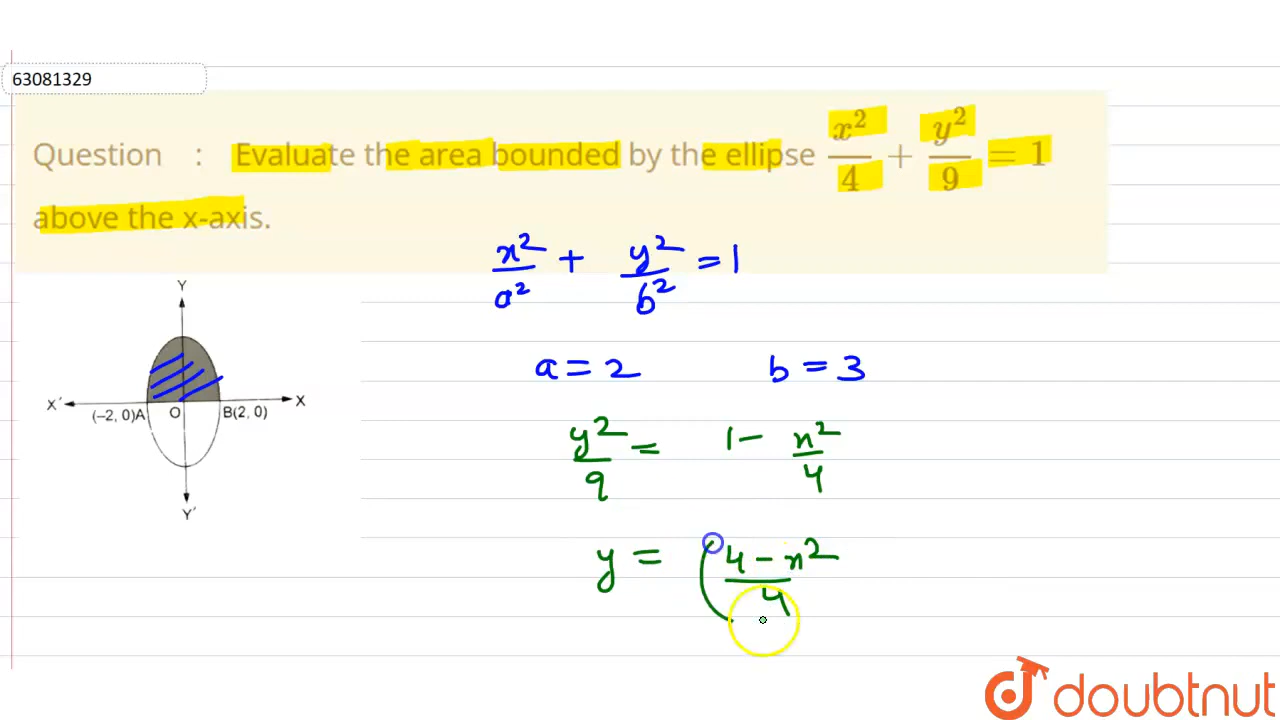 63081329
Question : Evaluate the area bounded by the ellipse x²/4 + y²/9 = 1
above the x-axis.
x²/a² + y²/b² = 1
Y
X′ (–2, 0)A O B(2, 0) X
Y′
a = 2 b = 3
y²/9 = 1 - x²/4
y = ( 4 - x²/4
doubtnut